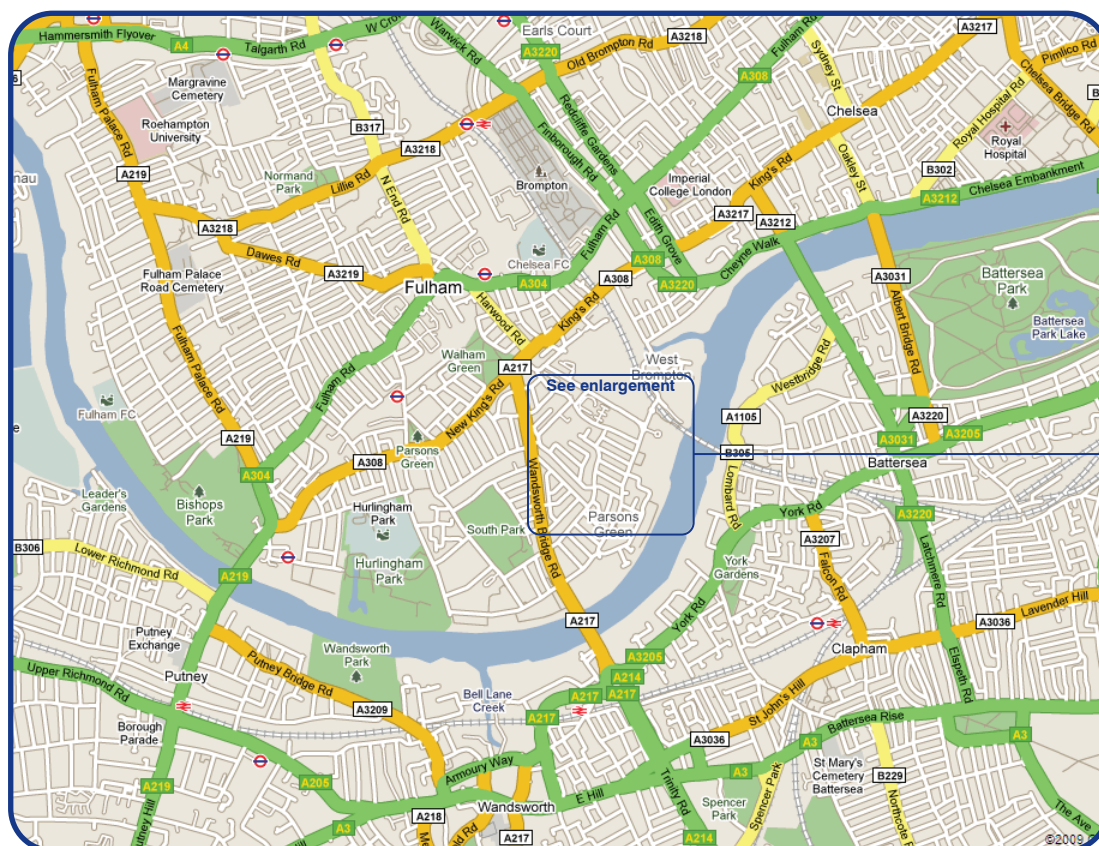 Hammersmith Flyover
A4
Talgarth Rd
W Cro
Warwick Rd
Earls Court
A3220
Old Brompton Rd
A3218
Fulham Rd
A3217
Pimlico Rd
Chelsea Bridge Rd
Sydney St
A308
Margravine
Cemetery
Fulham Palace Rd
Roehampton
University
B317
A3218
Redcliffe Gardens
Finborough Rd
Chelsea
Royal Hospital Rd
Royal
Hospital
A219
Normand
Park
Lillie Rd
N End Rd
Brompton
Imperial
College London
King's Rd
Oakley St
B302
Chelsea Embankment
A3212
A3218
Dawes Rd
A3219
Fulham Palace
Road Cemetery
Fulham
Chelsea FC
Fulham Rd
A304
Edith Grove
A3217
A3212
A308
A308
A3220
Cheyne Walk
A3031
Albert Bridge Rd
Battersea
Park
Battersea
Park Lake
Harwood Rd
King's Rd
Walham
Green
A217
Fulham Rd
New King's Rd
Fulham Palace Rd
West
Brompton
See enlargement
Westbridge Rd
A1105
B305
A3220
A3031
A3205
Battersea
Fulham FC
A219
A304
A308
Parsons
Green
Wandsworth Bridge Rd
Lombard Rd
Leader's
Gardens
Bishops
Park
Hurlingham
Park
Hurlingham
Park
South Park
Parsons
Green
York Rd
A3220
A3207
Falcon Rd
Latchmere Rd
York
Gardens
B306
Lower Richmond Rd
A219
A217
York Rd
A3036
Lavender Hill
Putney
Exchange
Putney
Wandsworth
Park
Putney Bridge Rd
A3205
A214
A217
A217
A217
Clapham
St John's Hill
Elspeth Rd
Upper Richmond Rd
A3209
Bell Lane
Creek
Battersea Rise
Borough
Parade
A3036
A3
A3
A219
A205
Armoury Way
A3
St Mary's
Cemetery
Battersea
B229
Trinity Rd
Spencer Park
Spencer
Park
Northcote
The Ave
A3
A218
Wandsworth
E Hill
A217
A214
©2009